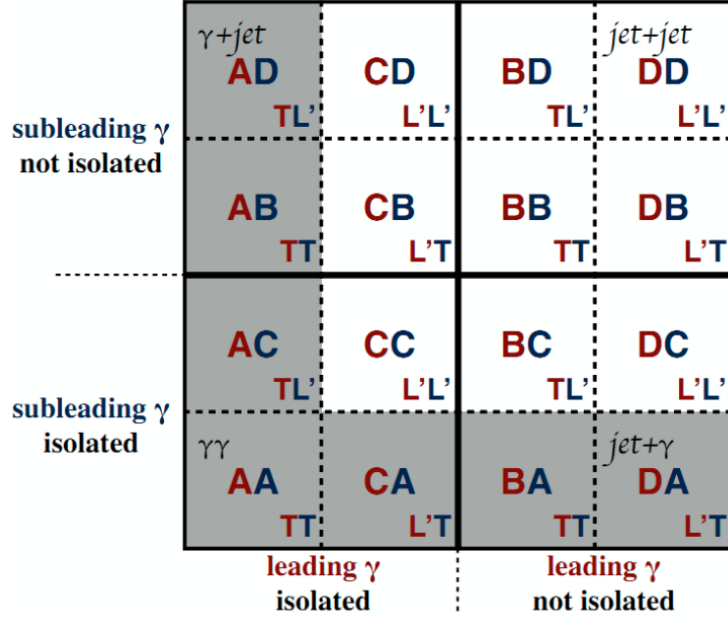 γ+jet
jet+jet
AD CD BD DD
TL’ L’L’ TL’ L’L’
subleading γ
not isolated
AB CB BB DB
TT L’T TT L’T
AC CC BC DC
TL’ L’L’ TL’ L’L’
subleading γ
isolated
γγ
jet+γ
AA CA BA DA
TT L’T TT L’T
leading γ
isolated
leading γ
not isolated